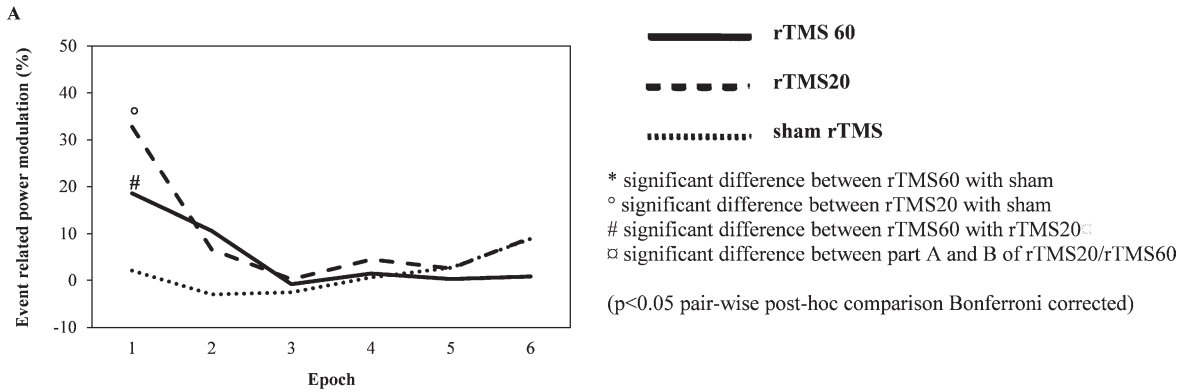 A
Event related power modulation (%)
50
40
30
20
10
0
-10
°
#
1 2 3 4 5 6
Epoch
rTMS 60
rTMS20
sham rTMS
* significant difference between rTMS60 with sham
° significant difference between rTMS20 with sham
# significant difference between rTMS60 with rTMS20¤
¤ significant difference between part A and B of rTMS20/rTMS60
(p<0.05 pair-wise post-hoc comparison Bonferroni corrected)